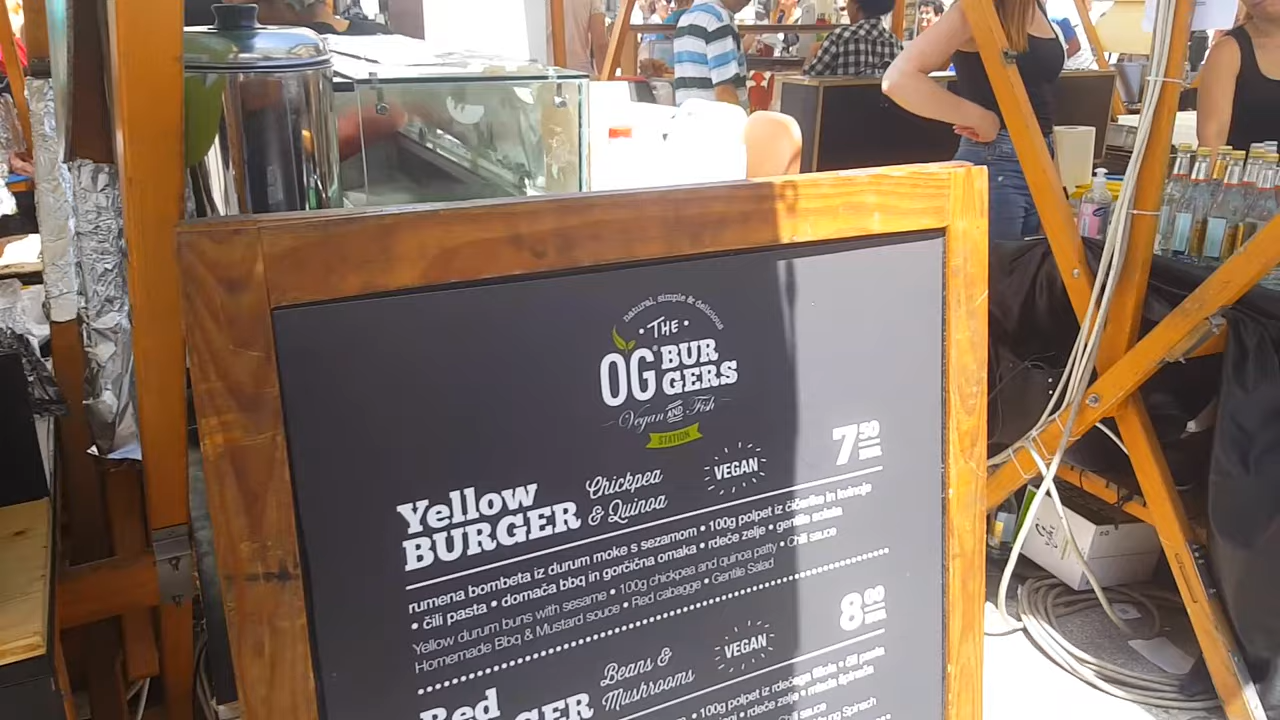 natural, simple & delicious
• THE •
OG BUR
GERS
Vegan AND Fish
STATION
Yellow
BURGER
Chickpea
& Quinoa
VEGAN
7 50
rumena bombeta iz durum moke s sezamom • 100g polpet iz čičerike in kvinoje
• čili pasta • domača bbq in gorčična omaka • rdeče zelje • gentile solata
Yellow durum buns with sesame • 100g chickpea and quinoa patty • Chili sauce
Homemade Bbq & Mustard souce • Red cabagge • Gentile Salad
Red
Beans &
Mushrooms
VEGAN
8 00
• 100g polpet iz rdečega fižola • čili pasta
• rdeče zelje • mlada špinača
Chili sauce
Spinach